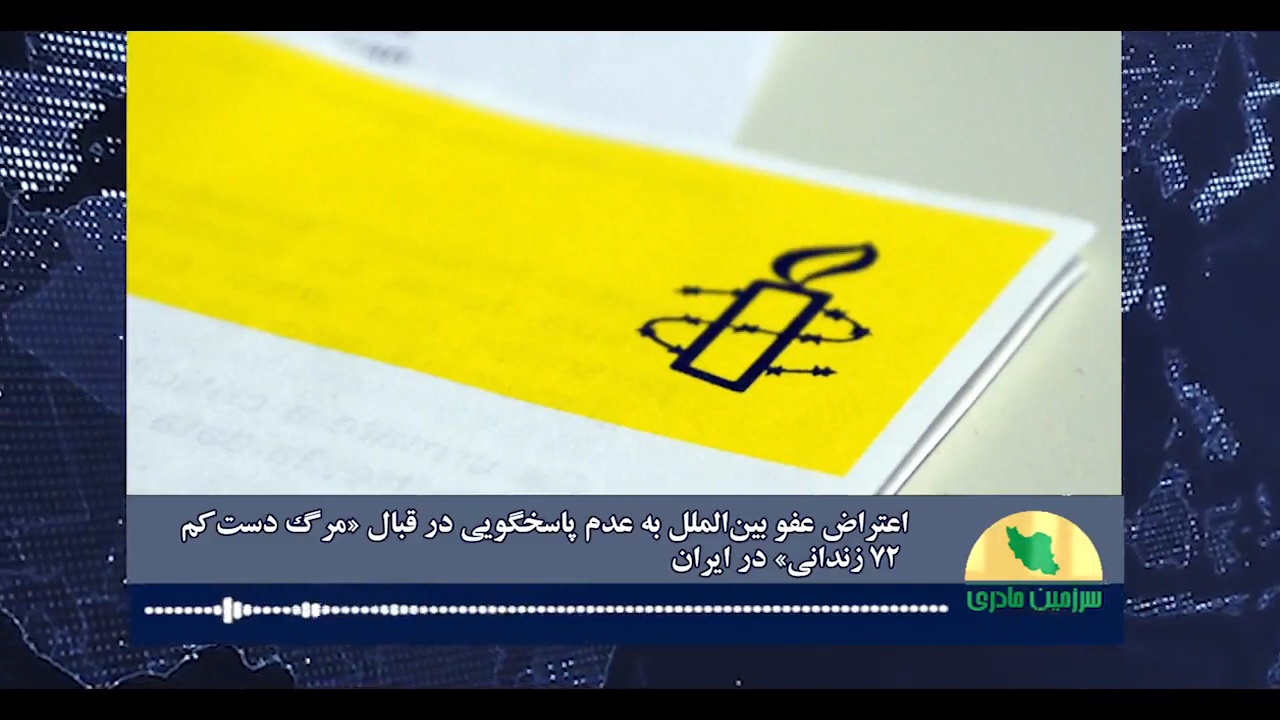 اعتراض عفو بین‌الملل به عدم پاسخگویی در قبال «مرگ دست‌کم
۷۲ زندانی» در ایران
سرزمین مادری